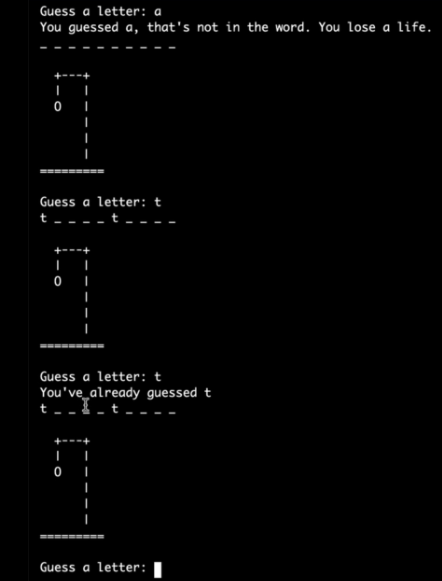 Guess a letter: a
You guessed a, that's not in the word. You lose a life.
_ _ _ _ _ _ _ _ _ _
  +---+
  |   |
  O   |
      |
      |
      |
=========
Guess a letter: t
t _ _ _ _ t _ _ _ _
  +---+
  |   |
  O   |
      |
      |
      |
=========
Guess a letter: t
You've already guessed t
t _ _ _ _ t _ _ _ _
  +---+
  |   |
  O   |
      |
      |
      |
=========
Guess a letter: